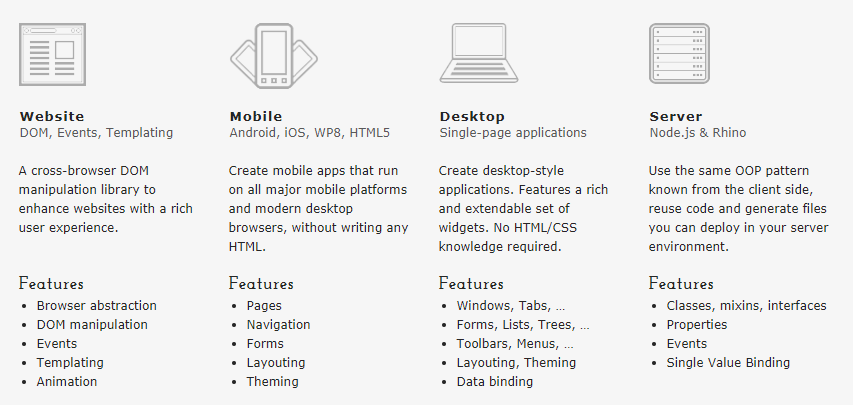 Website
DOM, Events, Templating
A cross-browser DOM
manipulation library to
enhance websites with a rich
user experience.
Features
• Browser abstraction
• DOM manipulation
• Events
• Templating
• Animation
Mobile
Android, iOS, WP8, HTML5
Create mobile apps that run
on all major mobile platforms
and modern desktop
browsers, without writing any
HTML.
Features
• Pages
• Navigation
• Forms
• Layouting
• Theming
Desktop
Single-page applications
Create desktop-style
applications. Features a rich
and extendable set of
widgets. No HTML/CSS
knowledge required.
Features
• Windows, Tabs, ...
• Forms, Lists, Trees, ...
• Toolbars, Menus, ...
• Layouting, Theming
• Data binding
Server
Node.js & Rhino
Use the same OOP pattern
known from the client side,
reuse code and generate files
you can deploy in your server
environment.
Features
• Classes, mixins, interfaces
• Properties
• Events
• Single Value Binding